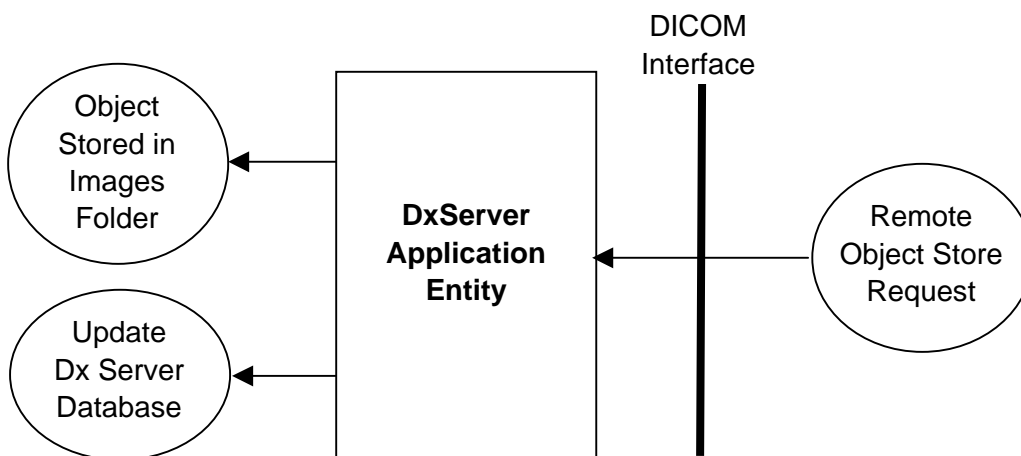 DICOM
Interface
Object
Stored in
Images
Folder
DxServer
Application
Entity
Remote
Object Store
Request
Update
Dx Server
Database